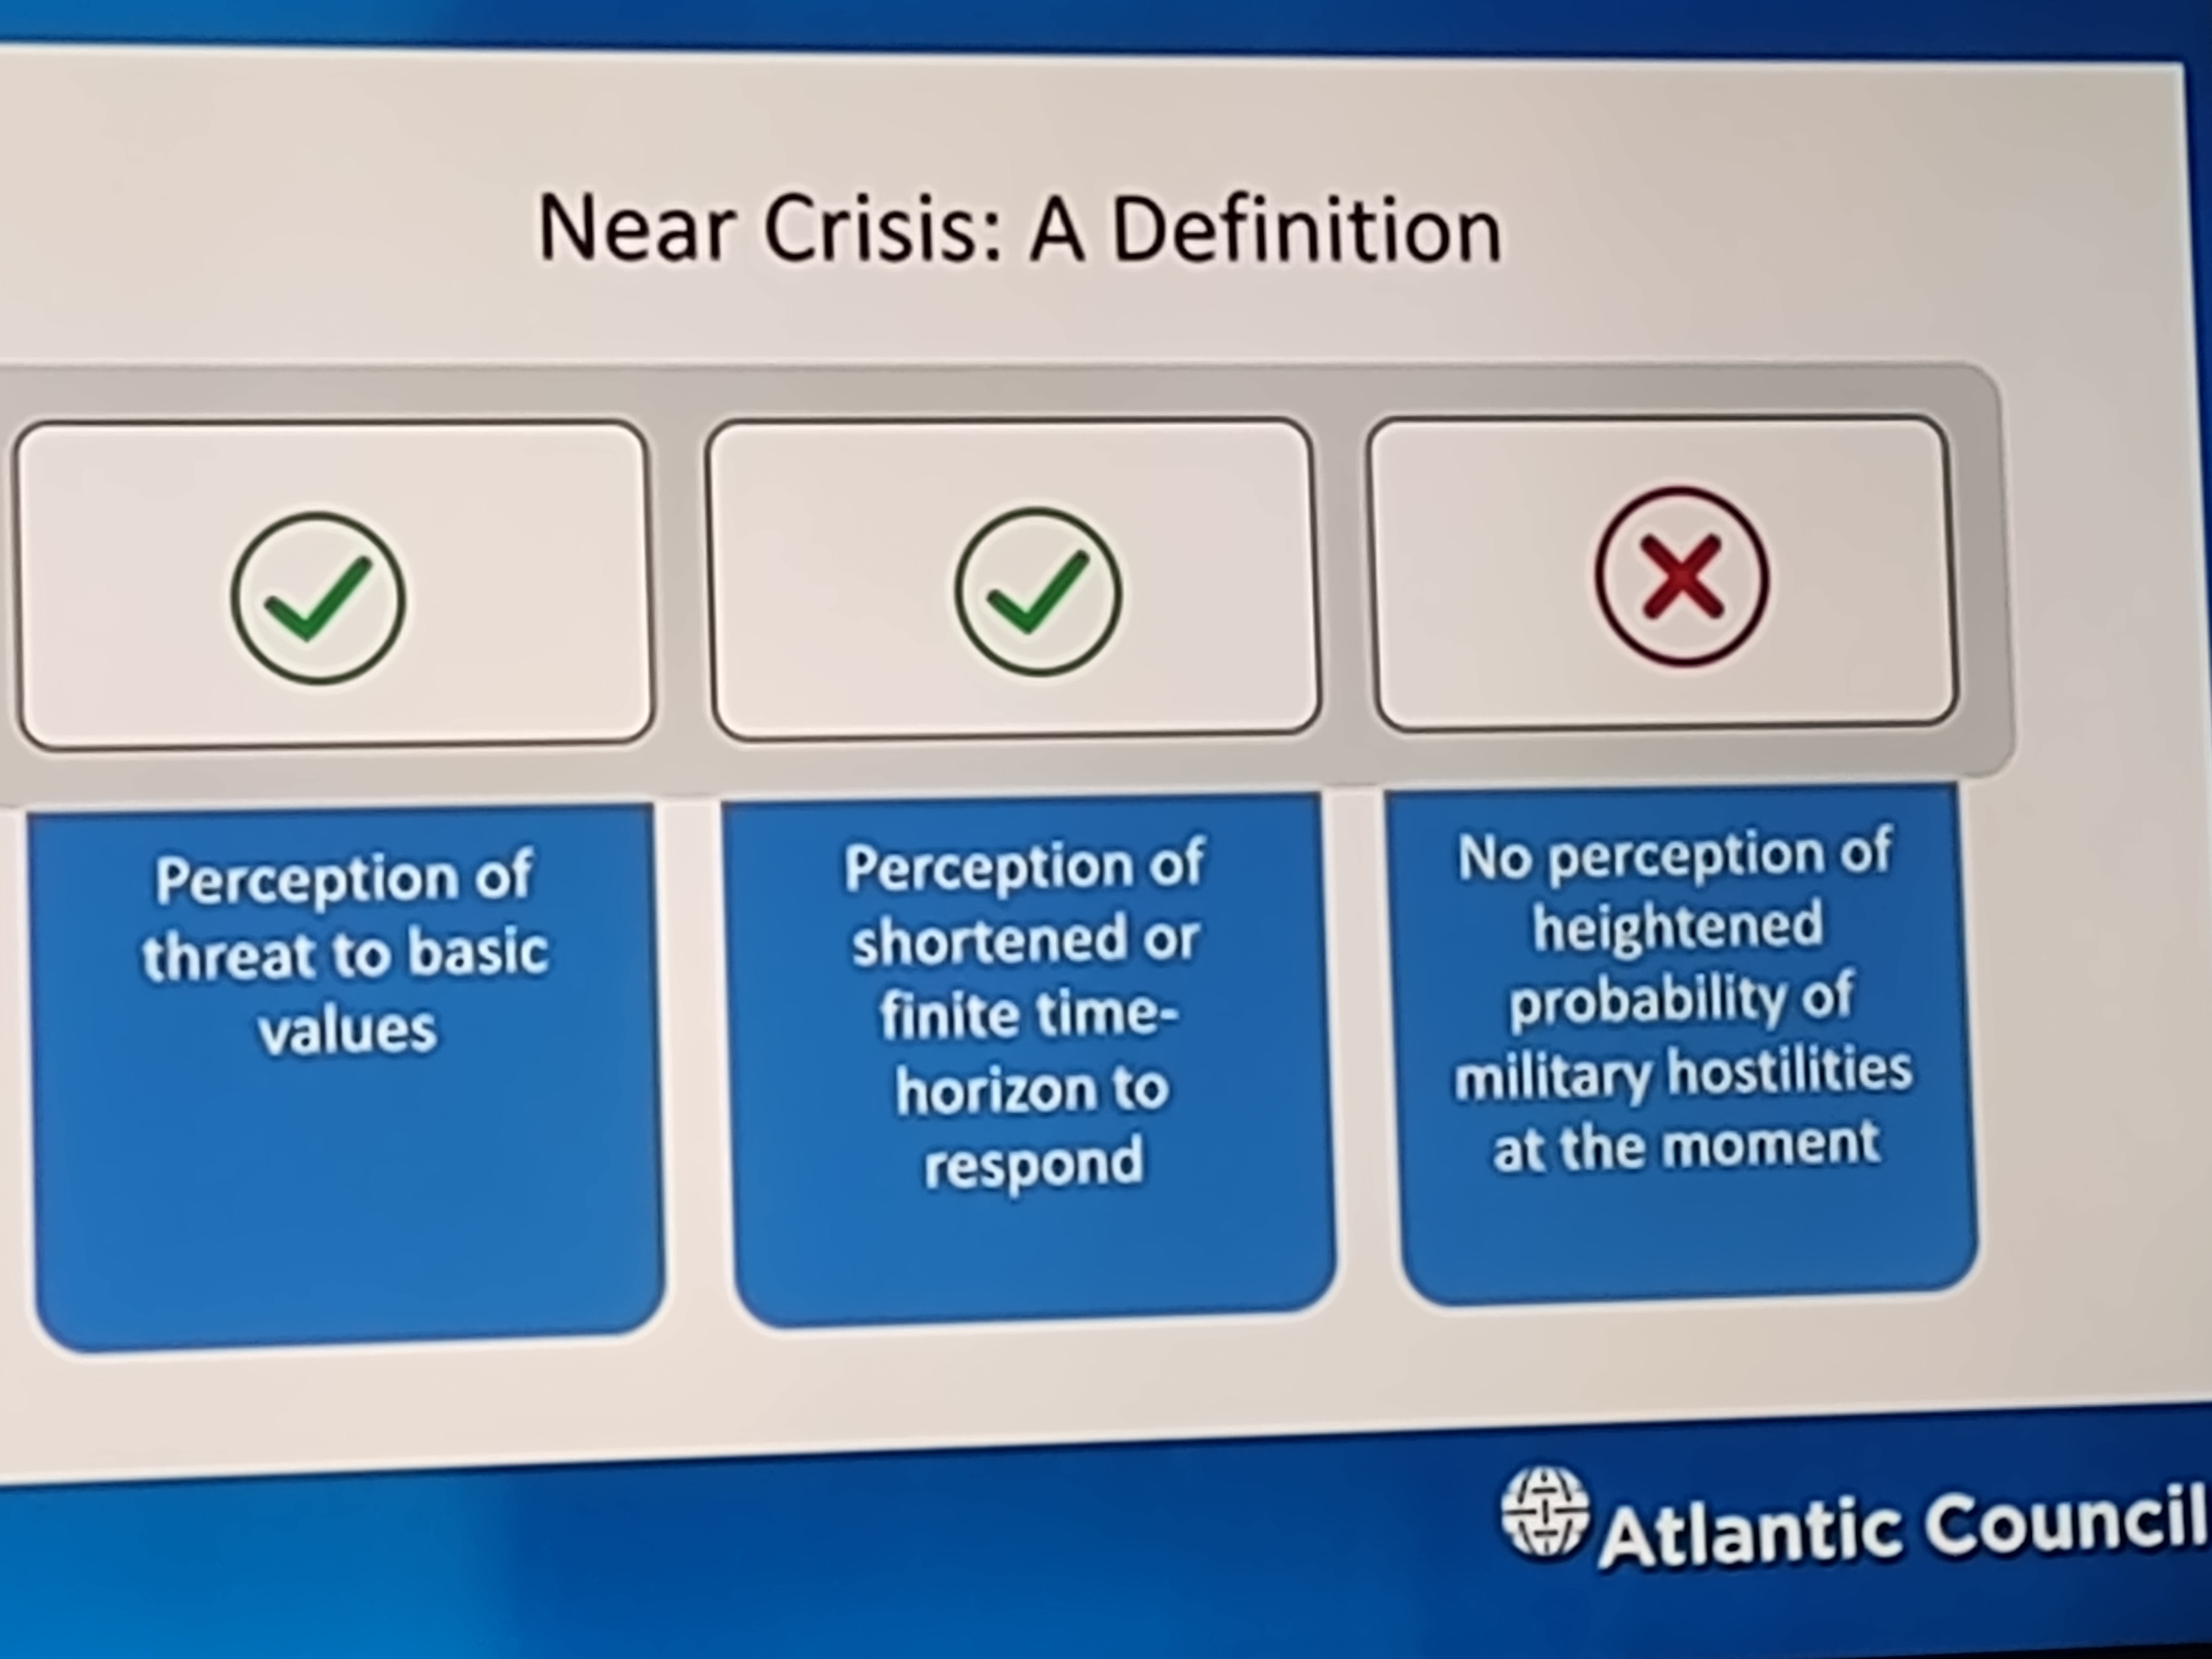 Near Crisis: A Definition
Perception of
threat to basic
values
Perception of
shortened or
finite time-
horizon to
respond
No perception of
heightened
probability of
military hostilities
at the moment
Atlantic Council